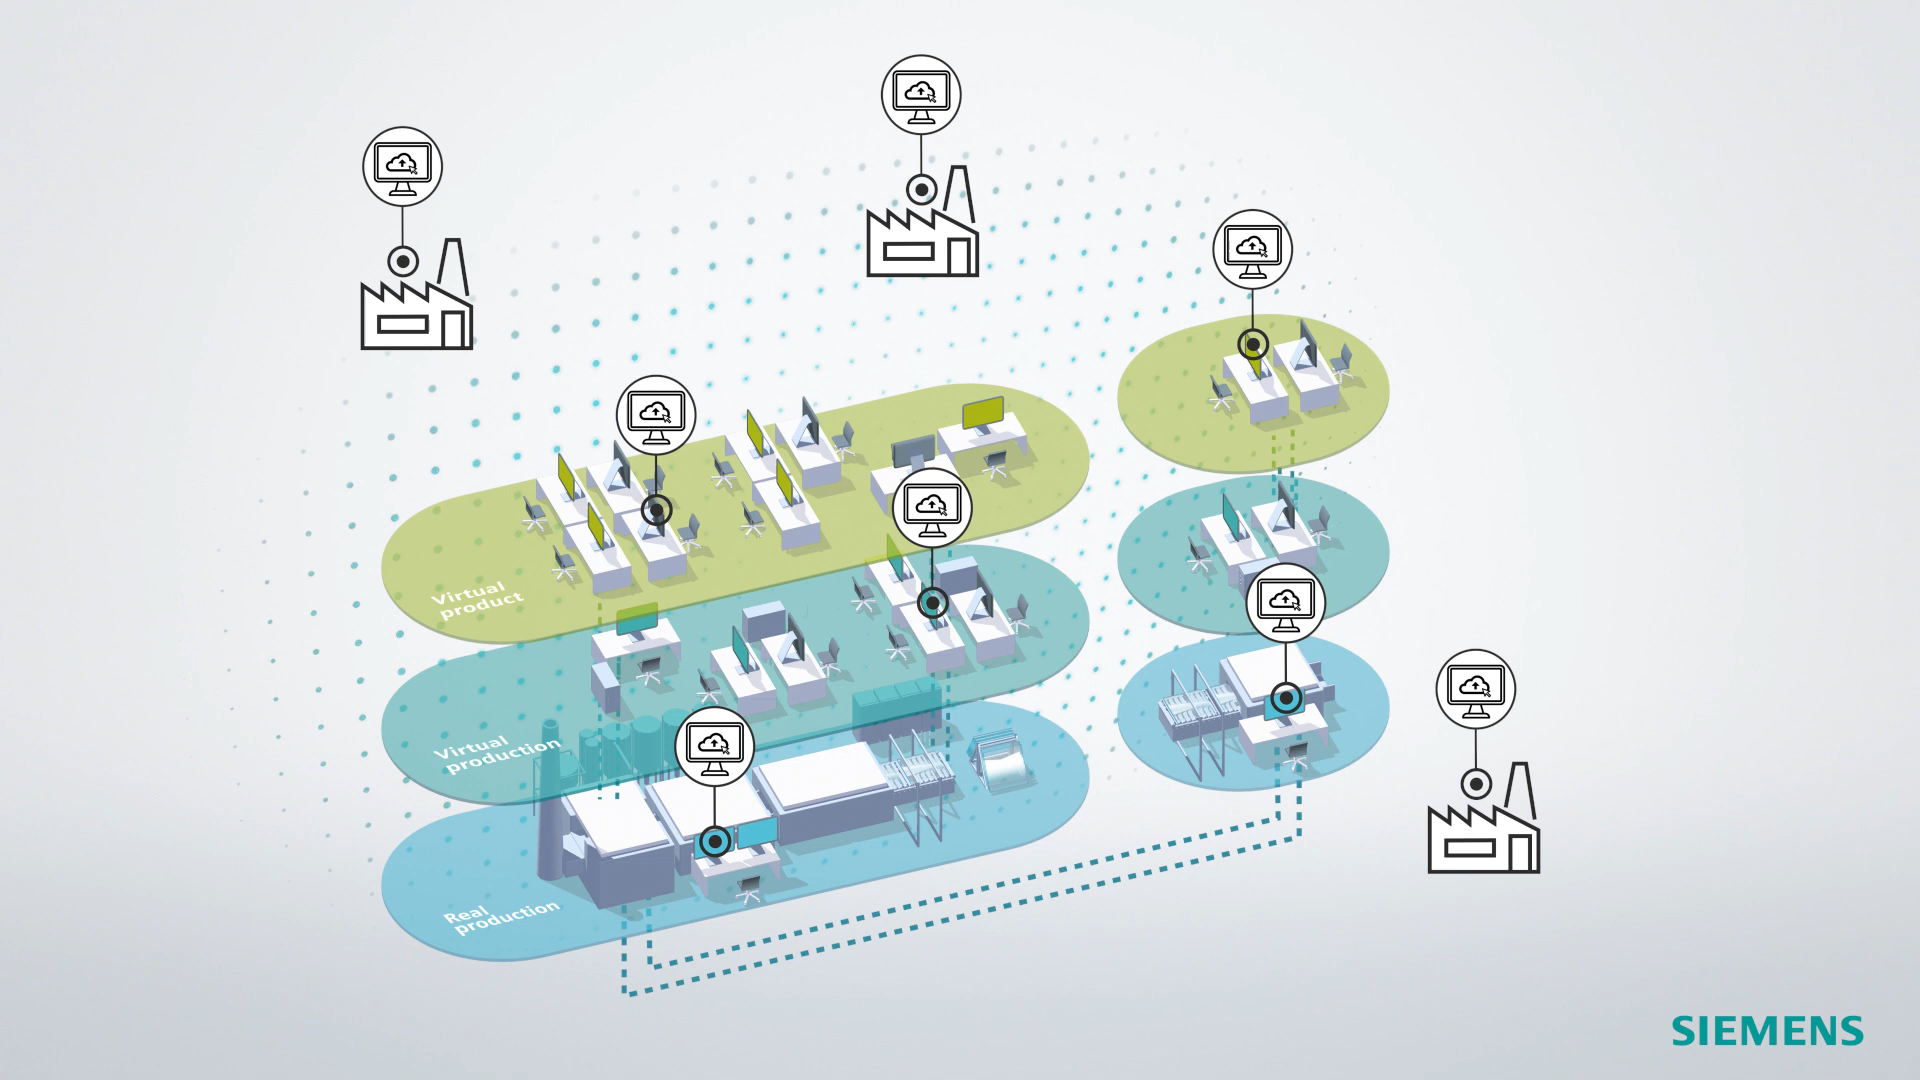 Virtual
product
Virtual
production
Real
production
SIEMENS